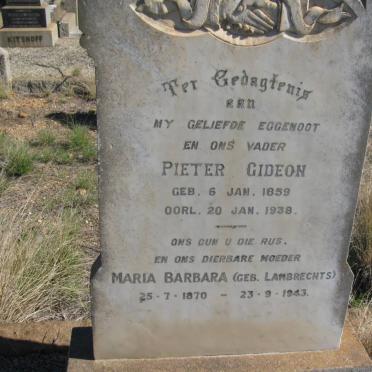 KITSHOFF
Ter Gedagtenis
aan
MY GELIEFDE EGGENOOT
EN ONS VADER
PIETER GIDEON
GEB. 6 JAN. 1859
OORL. 20 JAN. 1938.
ONS GUN U DIE RUS.
EN ONS DIERBARE MOEDER
MARIA BARBARA (GEB. LAMBRECHTS)
25-7-1870 - 23-9-1943.